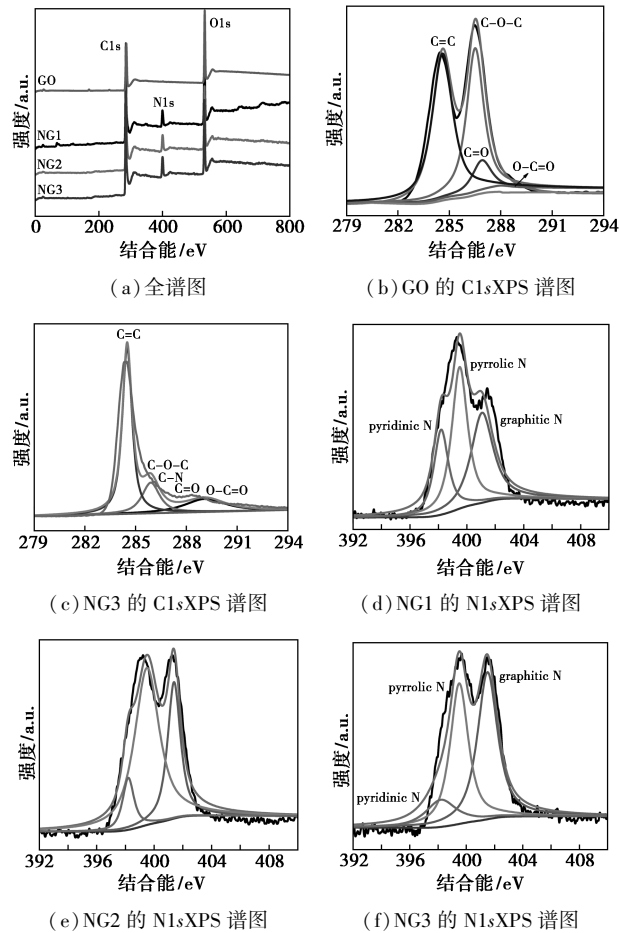 强度/a.u.
C1s
O1s
N1s
GO
NG1
NG2
NG3
0 200 400 600 800
结合能/eV
(a)全谱图
强度/a.u.
C=C
C-O-C
C=O
O-C=O
279 282 285 288 291 294
结合能/eV
(b)GO 的 C1sXPS 谱图
强度/a.u.
C=C
C-O-C
C-N
C=O
O-C=O
279 282 285 288 291 294
结合能/eV
(c)NG3 的 C1sXPS 谱图
强度/a.u.
pyrrolic N
pyridinic N
graphitic N
392 396 400 404 408
结合能/eV
(d)NG1 的 N1sXPS 谱图
强度/a.u.
392 396 400 404 408
结合能/eV
(e)NG2 的 N1sXPS 谱图
强度/a.u.
pyrrolic N
graphitic N
pyridinic N
392 396 400 404 408
结合能/eV
(f)NG3 的 N1sXPS 谱图